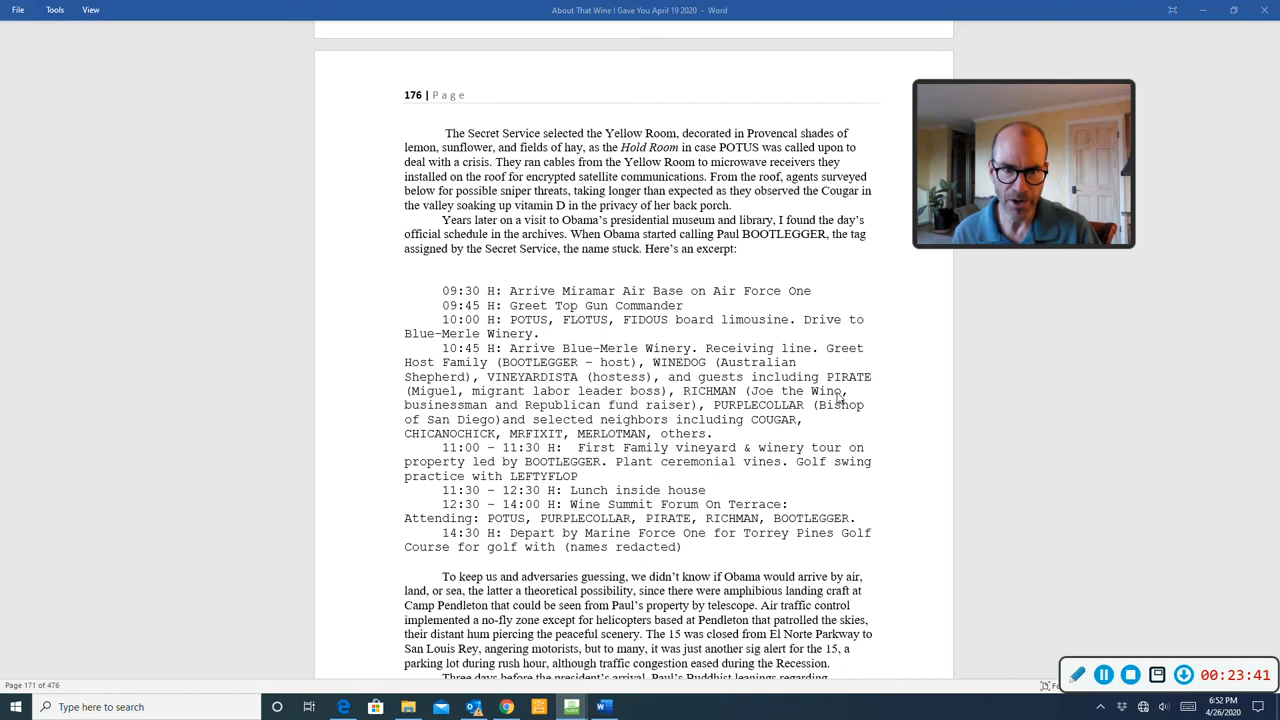 File Tools View About That Wine I Gave You April 19 2020 - Word
176 | Page
The Secret Service selected the Yellow Room, decorated in Provencal shades of
lemon, sunflower, and fields of hay, as the Hold Room in case POTUS was called upon to
deal with a crisis. They ran cables from the Yellow Room to microwave receivers they
installed on the roof for encrypted satellite communications. From the roof, agents surveyed
below for possible sniper threats, taking longer than expected as they observed the Cougar in
the valley soaking up vitamin D in the privacy of her back porch.
Years later on a visit to Obama's presidential museum and library, I found the day's
official schedule in the archives. When Obama started calling Paul BOOTLEGGER, the tag
assigned by the Secret Service, the name stuck. Here's an excerpt:
09:30 H: Arrive Miramar Air Base on Air Force One
09:45 H: Greet Top Gun Commander
10:00 H: POTUS, FLOTUS, FIDOUS board limousine. Drive to
Blue-Merle Winery.
10:45 H: Arrive Blue-Merle Winery. Receiving line. Greet
Host Family (BOOTLEGGER – host), WINEDOG (Australian
Shepherd), VINEYARDISTA (hostess), and guests including PIRATE
(Miguel, migrant labor leader boss), RICHMAN (Joe the Wino,
businessman and Republican fund raiser), PURPLECOLLAR (Bishop
of San Diego)and selected neighbors including COUGAR,
CHICANOCHICK, MRFIXIT, MERLOTMAN, others.
11:00 – 11:30 H: First Family vineyard & winery tour on
property led by BOOTLEGGER. Plant ceremonial vines. Golf swing
practice with LEFTYFLOP
11:30 – 12:30 H: Lunch inside house
12:30 – 14:00 H: Wine Summit Forum On Terrace:
Attending: POTUS, PURPLECOLLAR, PIRATE, RICHMAN, BOOTLEGGER.
14:30 H: Depart by Marine Force One for Torrey Pines Golf
Course for golf with (names redacted)
To keep us and adversaries guessing, we didn't know if Obama would arrive by air,
land, or sea, the latter a theoretical possibility, since there were amphibious landing craft at
Camp Pendleton that could be seen from Paul's property by telescope. Air traffic control
implemented a no-fly zone except for helicopters based at Pendleton that patrolled the skies,
their distant hum piercing the peaceful scenery. The 15 was closed from El Norte Parkway to
San Louis Rey, angering motorists, but to many, it was just another sig alert for the 15, a
parking lot during rush hour, although traffic congestion eased during the Recession.
Three days before the president's arrival, Paul's Buddhist leanings regarding
00:23:41
Page 171 of 476
Type here to search
6:52 PM
4/26/2020